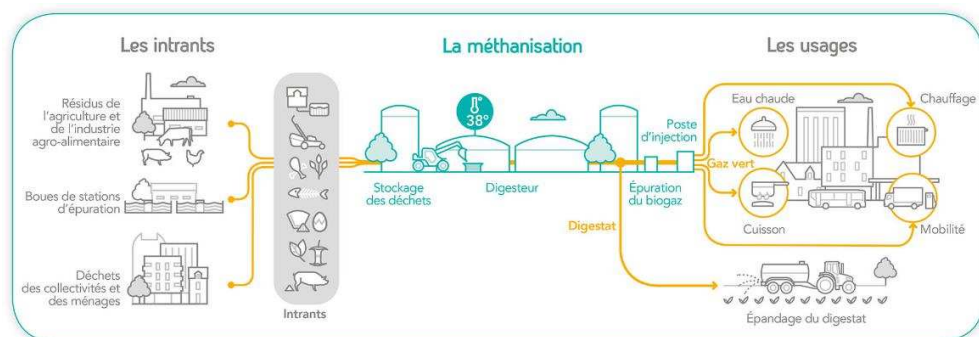 Les intrants
La méthanisation
Les usages
Résidus de
l'agriculture et
de l'industrie
agro-alimentaire
Boues de stations
d'épuration
Déchets
des collectivités et
des ménages
Intrants
38°
Stockage
des déchets
Digesteur
Épuration
du biogaz
Poste
d'injection
Gaz vert
Digestat
Eau chaude
Chauffage
Cuisson
Mobilité
Épandage du digestat